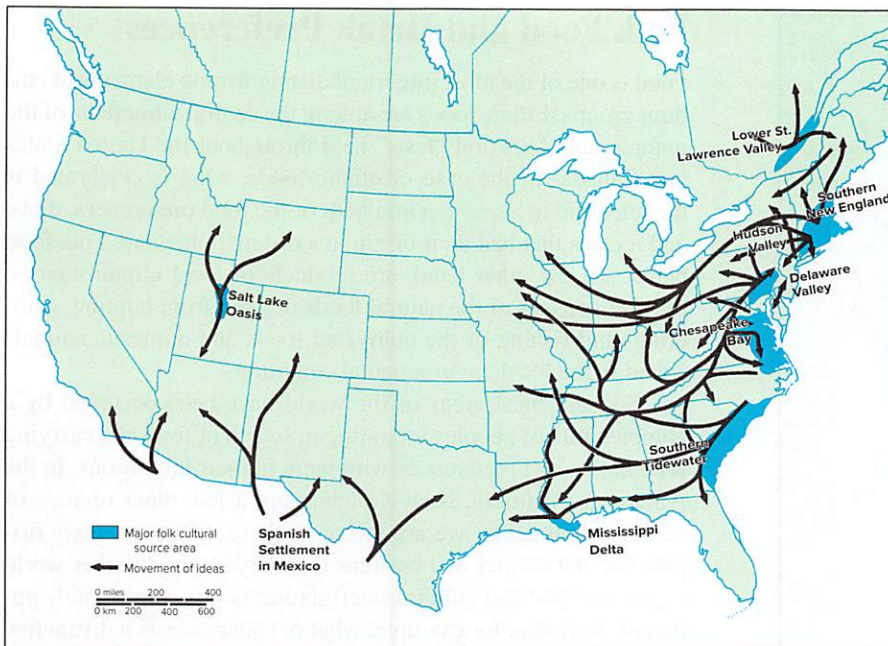 Lower St.
Lawrence Valley
Southern
New England
Hudson
Valley
Delaware
Valley
Chesapeake
Bay
Salt Lake
Oasis
Southern
Tidewater
Mississippi
Delta
Spanish
Settlement
in Mexico
Major folk cultural
source area
Movement of ideas
0 miles 200 400
0 km 200 400 600